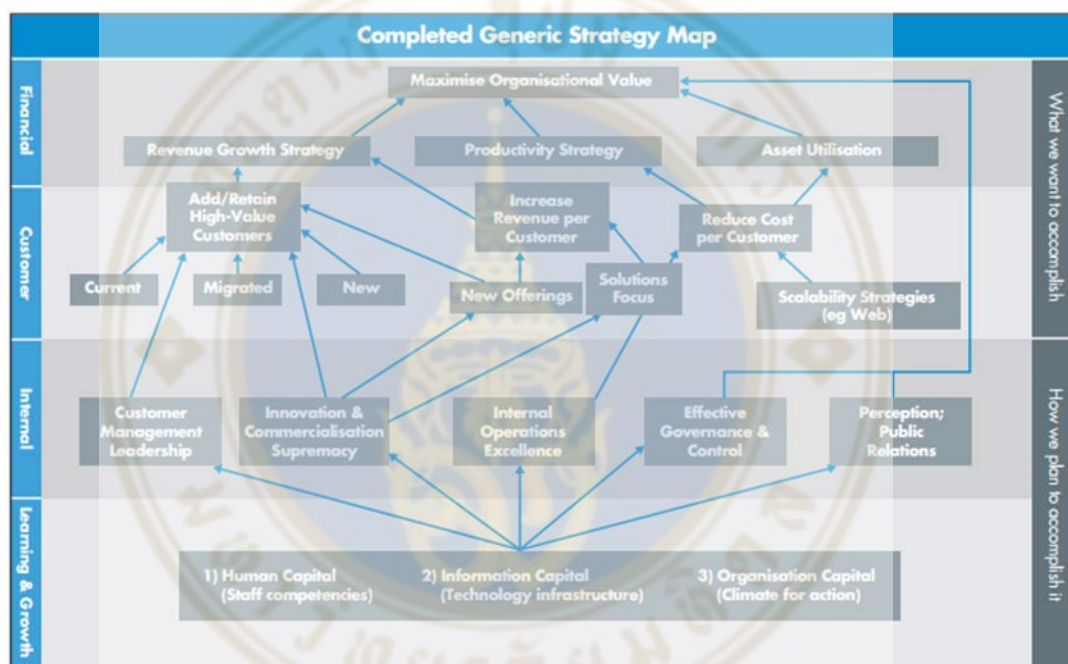 Completed Generic Strategy Map
Financial
Maximise Organisational Value
Revenue Growth Strategy
Productivity Strategy
Asset Utilisation
What we want to accomplish
Customer
Add/Retain
High-Value
Customers
Increase
Revenue per
Customer
Reduce Cost
per Customer
Current
Migrated
New
New Offerings
Solutions
Focus
Scalability Strategies
(eg Web)
Internal
Customer
Management
Leadership
Innovation &
Commercialisation
Supremacy
Internal
Operations
Excellence
Effective
Governance &
Control
Perception;
Public
Relations
How we plan to accomplish it
Learning & Growth
1) Human Capital
(Staff competencies)
2) Information Capital
(Technology infrastructure)
3) Organisation Capital
(Climate for action)